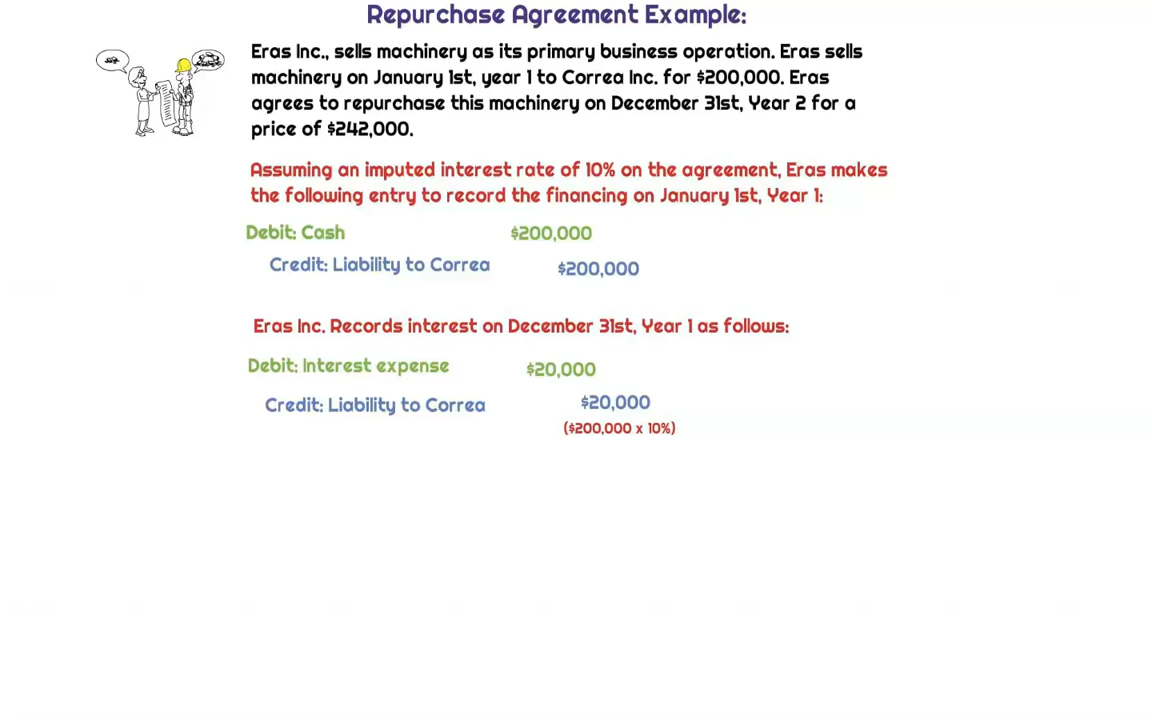 Repurchase Agreement Example:
Eras Inc., sells machinery as its primary business operation. Eras sells
machinery on January 1st, year 1 to Correa Inc. for $200,000. Eras
agrees to repurchase this machinery on December 31st, Year 2 for a
price of $242,000.
Assuming an imputed interest rate of 10% on the agreement, Eras makes
the following entry to record the financing on January 1st, Year 1:
Debit: Cash $200,000
Credit: Liability to Correa $200,000
Eras Inc. Records interest on December 31st, Year 1 as follows:
Debit: Interest expense $20,000
Credit: Liability to Correa $20,000
($200,000 x 10%)